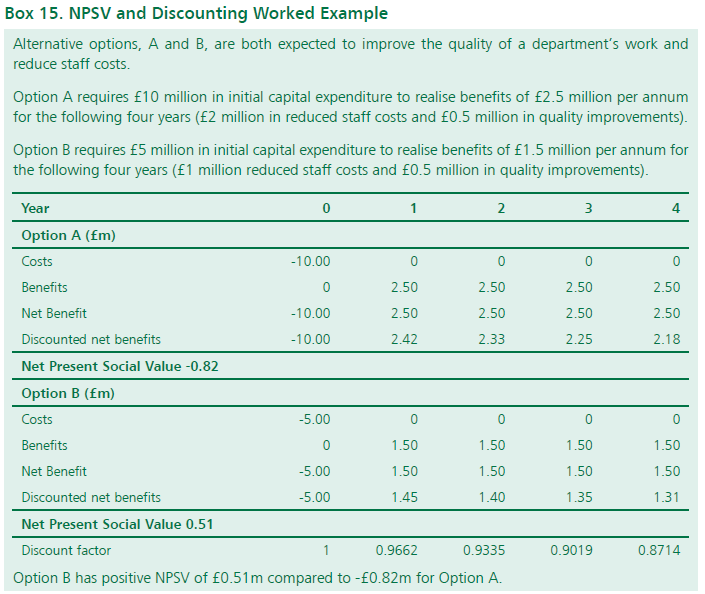 Box 15. NPSV and Discounting Worked Example
Alternative options, A and B, are both expected to improve the quality of a department's work and
reduce staff costs.
Option A requires £10 million in initial capital expenditure to realise benefits of £2.5 million per annum
for the following four years (£2 million in reduced staff costs and £0.5 million in quality improvements).
Option B requires £5 million in initial capital expenditure to realise benefits of £1.5 million per annum for
the following four years (£1 million reduced staff costs and £0.5 million in quality improvements).
Year 0 1 2 3 4
Option A (£m)
Costs -10.00 0 0 0 0
Benefits 0 2.50 2.50 2.50 2.50
Net Benefit -10.00 2.50 2.50 2.50 2.50
Discounted net benefits -10.00 2.42 2.33 2.25 2.18
Net Present Social Value -0.82
Option B (£m)
Costs -5.00 0 0 0 0
Benefits 0 1.50 1.50 1.50 1.50
Net Benefit -5.00 1.50 1.50 1.50 1.50
Discounted net benefits -5.00 1.45 1.40 1.35 1.31
Net Present Social Value 0.51
Discount factor 1 0.9662 0.9335 0.9019 0.8714
Option B has positive NPSV of £0.51m compared to -£0.82m for Option A.